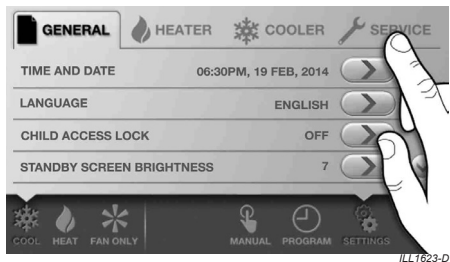 GENERAL HEATER COOLER SERVICE
TIME AND DATE 06:30PM, 19 FEB, 2014
LANGUAGE ENGLISH
CHILD ACCESS LOCK OFF
STANDBY SCREEN BRIGHTNESS 7
COOL HEAT FAN ONLY MANUAL PROGRAM SETTINGS
ILL1623-D